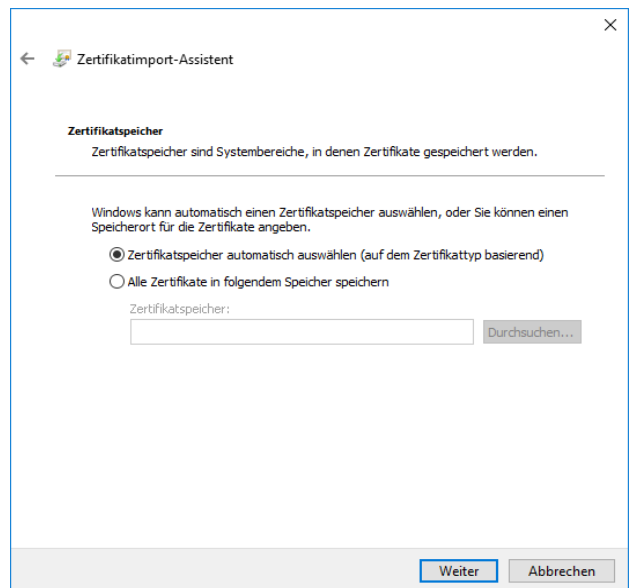 Zertifikatimport-Assistent
Zertifikatspeicher
Zertifikatspeicher sind Systembereiche, in denen Zertifikate gespeichert werden.
Windows kann automatisch einen Zertifikatspeicher auswählen, oder Sie können einen
Speicherort für die Zertifikate angeben.
Zertifikatspeicher automatisch auswählen (auf dem Zertifikattyp basierend)
Alle Zertifikate in folgendem Speicher speichern
Zertifikatspeicher:
Durchsuchen...
Weiter Abbrechen